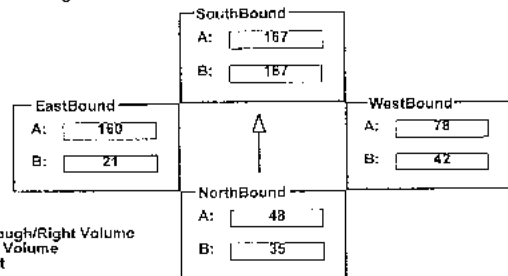 SouthBound
A: 167
B: 167
EastBound
A: 160
B: 21
WestBound
A: 78
B: 42
NorthBound
A: 48
B: 35
ough/Right Volume
Volume
t